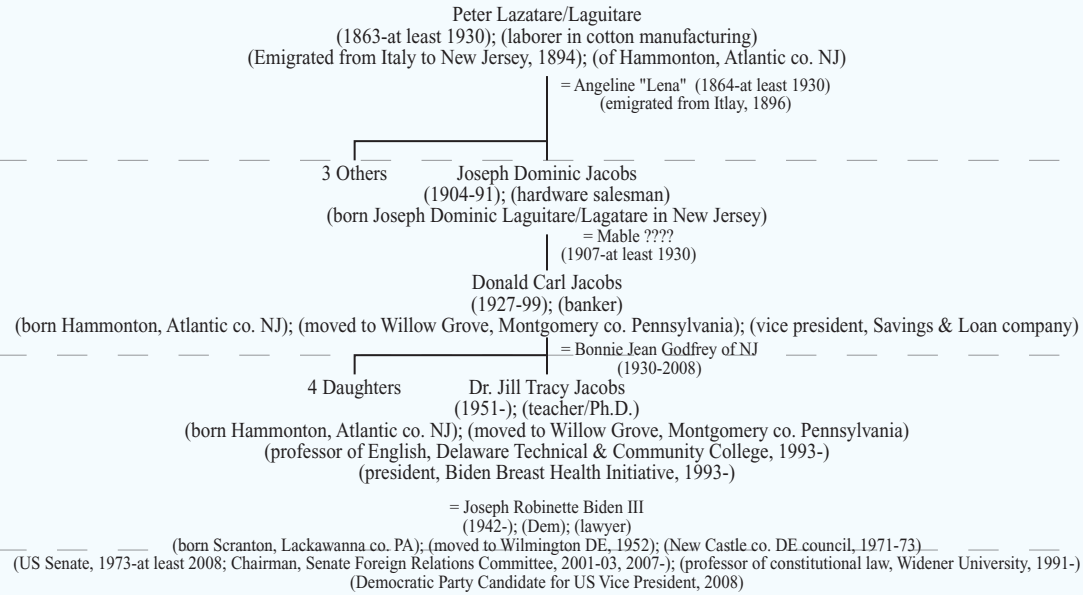 Peter Lazatare/Laguitare
(1863-at least 1930); (laborer in cotton manufacturing)
(Emigrated from Italy to New Jersey, 1894); (of Hammonton, Atlantic co. NJ)
= Angeline "Lena" (1864-at least 1930)
(emigrated from Itlay, 1896)
3 Others
Joseph Dominic Jacobs
(1904-91); (hardware salesman)
(born Joseph Dominic Laguitare/Lagatare in New Jersey)
= Mable ????
(1907-at least 1930)
Donald Carl Jacobs
(1927-99); (banker)
(born Hammonton, Atlantic co. NJ); (moved to Willow Grove, Montgomery co. Pennsylvania); (vice president, Savings & Loan company)
= Bonnie Jean Godfrey of NJ
(1930-2008)
4 Daughters
Dr. Jill Tracy Jacobs
(1951-); (teacher/Ph.D.)
(born Hammonton, Atlantic co. NJ); (moved to Willow Grove, Montgomery co. Pennsylvania)
(professor of English, Delaware Technical & Community College, 1993-)
(president, Biden Breast Health Initiative, 1993-)
= Joseph Robinette Biden III
(1942-); (Dem); (lawyer)
(born Scranton, Lackawanna co. PA); (moved to Wilmington DE, 1952); (New Castle co. DE council, 1971-73)
(US Senate, 1973-at least 2008; Chairman, Senate Foreign Relations Committee, 2001-03, 2007-); (professor of constitutional law, Widener University, 1991-)
(Democratic Party Candidate for US Vice President, 2008)